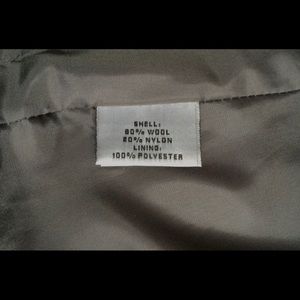 SHELL:
80% WOOL
20% NYLON
LINING:
100% POLYESTER